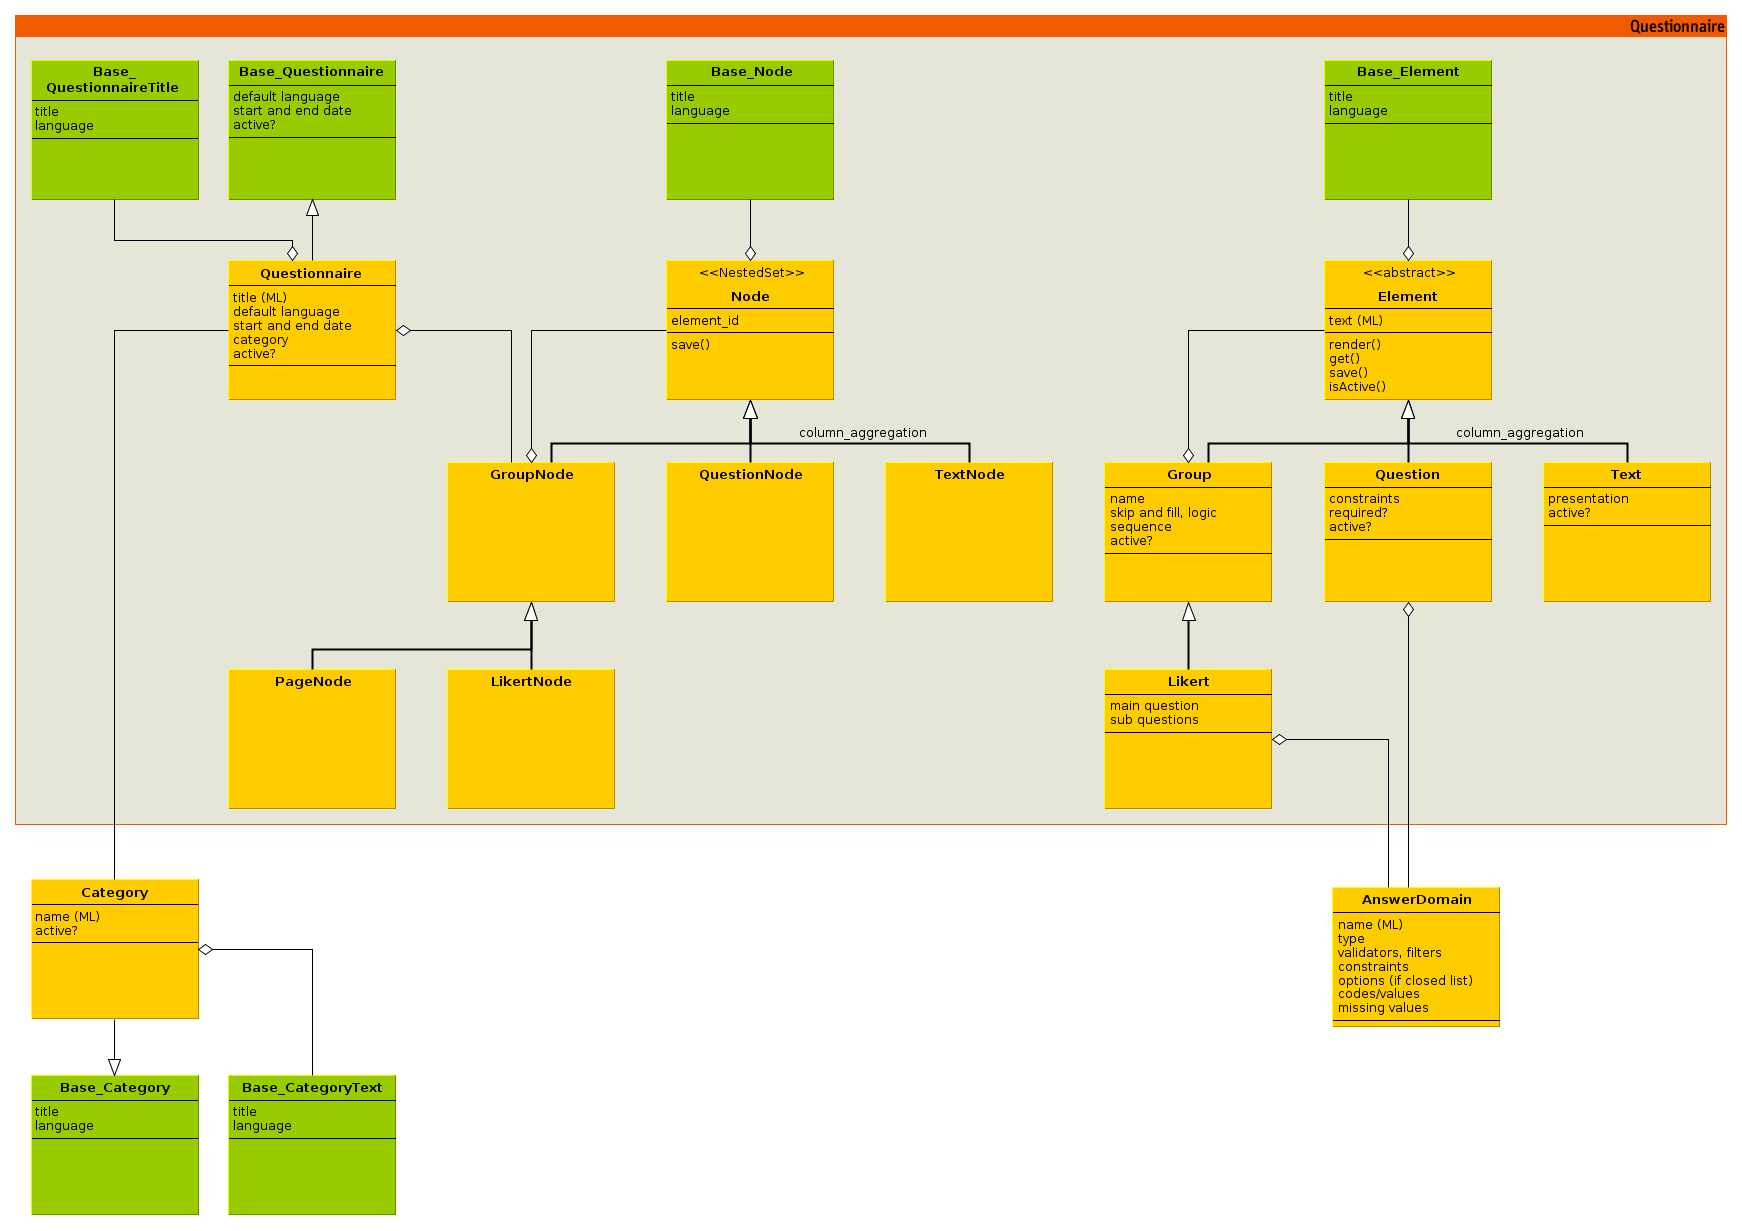 Questionnaire
Base_
QuestionnaireTitle
title
language
Base_Questionnaire
default language
start and end date
active?
Base_Node
title
language
Base_Element
title
language
Questionnaire
title (ML)
default language
start and end date
category
active?
<<NestedSet>>
Node
element_id
save()
<<abstract>>
Element
text (ML)
render()
get()
save()
isActive()
column_aggregation
column_aggregation
GroupNode
QuestionNode
TextNode
Group
name
skip and fill, logic
sequence
active?
Question
constraints
required?
active?
Text
presentation
active?
PageNode
LikertNode
Likert
main question
sub questions
Category
name (ML)
active?
AnswerDomain
name (ML)
type
validators, filters
constraints
options (if closed list)
codes/values
missing values
Base_Category
title
language
Base_CategoryText
title
language